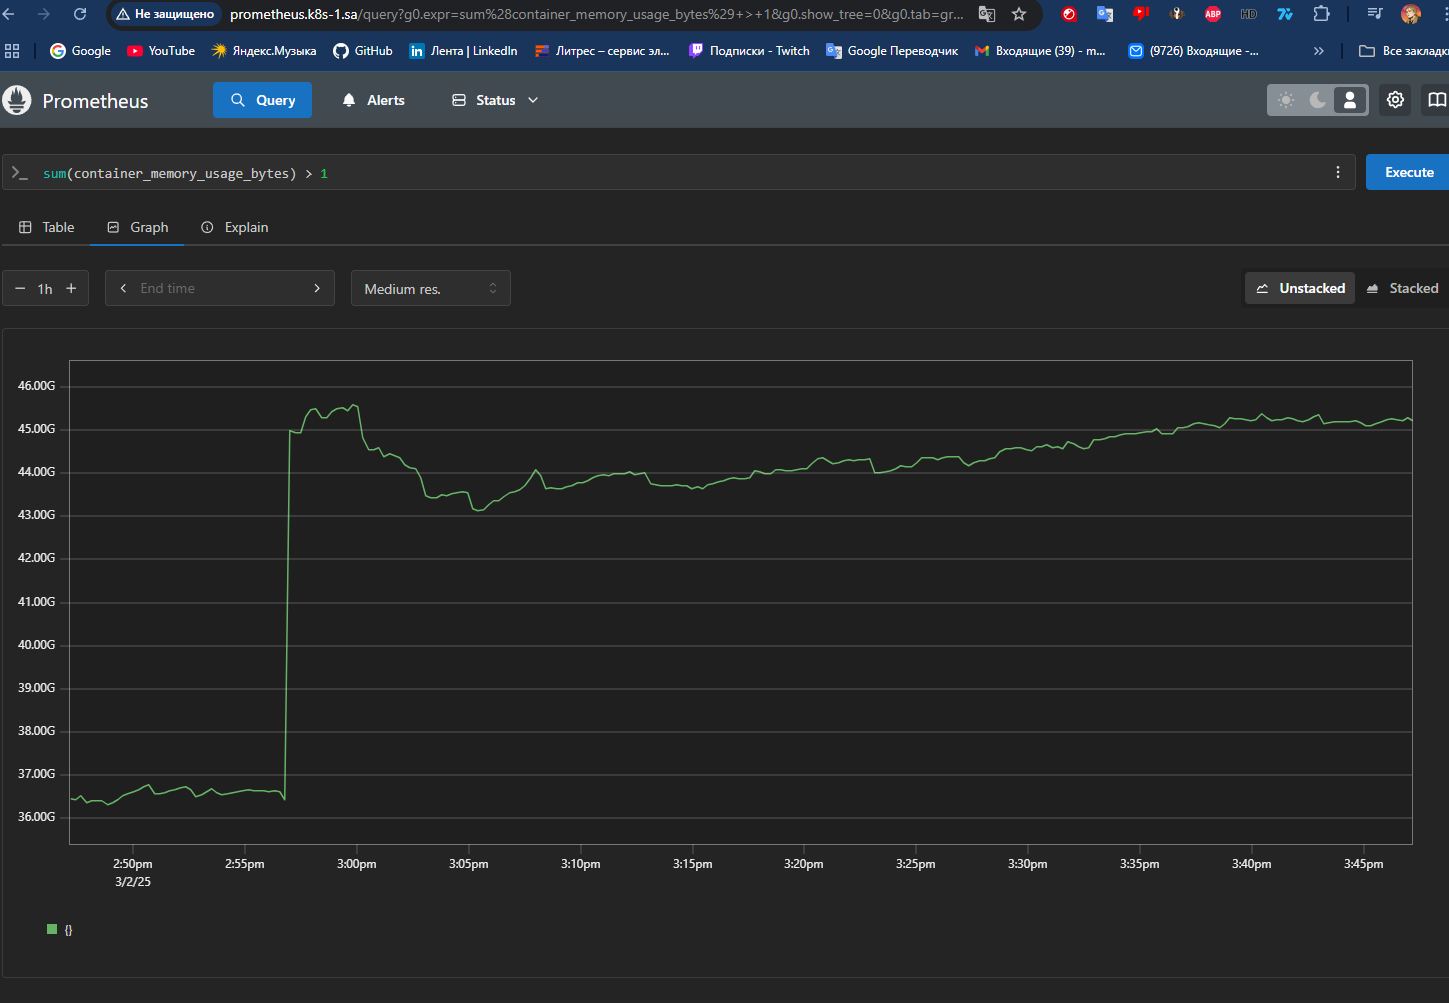 Не защищено prometheus.k8s-1.sa/query?g0.expr=sum%28container_memory_usage_bytes%29+>+1&g0.show_tree=0&g0.tab=gr...
ABP HD
Google YouTube Яндекс.Музыка GitHub Лента | LinkedIn Литрес – сервис эл... Подписки - Twitch Google Переводчик Входящие (39) - m... (9726) Входящие -... » Все закладки
Prometheus Query Alerts Status
>_ sum(container_memory_usage_bytes) > 1 Execute
Table Graph Explain
− 1h + < End time > Medium res. Unstacked Stacked
46.00G
45.00G
44.00G
43.00G
42.00G
41.00G
40.00G
39.00G
38.00G
37.00G
36.00G
2:50pm 2:55pm 3:00pm 3:05pm 3:10pm 3:15pm 3:20pm 3:25pm 3:30pm 3:35pm 3:40pm 3:45pm
3/2/25
{}